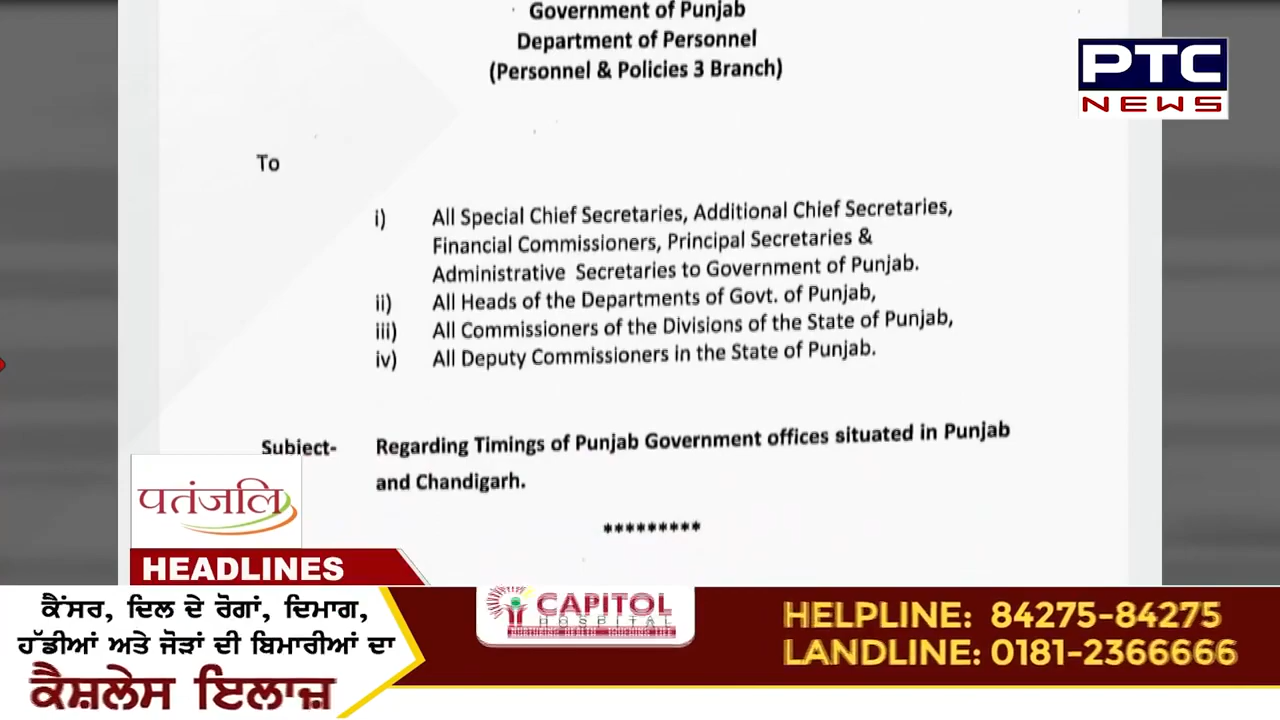 Government of Punjab
Department of Personnel
(Personnel & Policies 3 Branch)
PTC
NEWS
To
i) All Special Chief Secretaries, Additional Chief Secretaries,
Financial Commissioners, Principal Secretaries &
Administrative Secretaries to Government of Punjab.
ii) All Heads of the Departments of Govt. of Punjab,
iii) All Commissioners of the Divisions of the State of Punjab,
iv) All Deputy Commissioners in the State of Punjab.
Subject- Regarding Timings of Punjab Government offices situated in Punjab
and Chandigarh.
*********
पतंजलि
HEADLINES
ਕੈਂਸਰ, ਦਿਲ ਦੇ ਰੋਗਾਂ, ਦਿਮਾਗ,
ਹੱਡੀਆਂ ਅਤੇ ਜੋੜਾਂ ਦੀ ਬਿਮਾਰੀਆਂ ਦਾ
ਕੈਸ਼ਲੇਸ ਇਲਾਜ਼
CAPITOL
HOSPITAL
HELPLINE: 84275-84275
LANDLINE: 0181-2366666